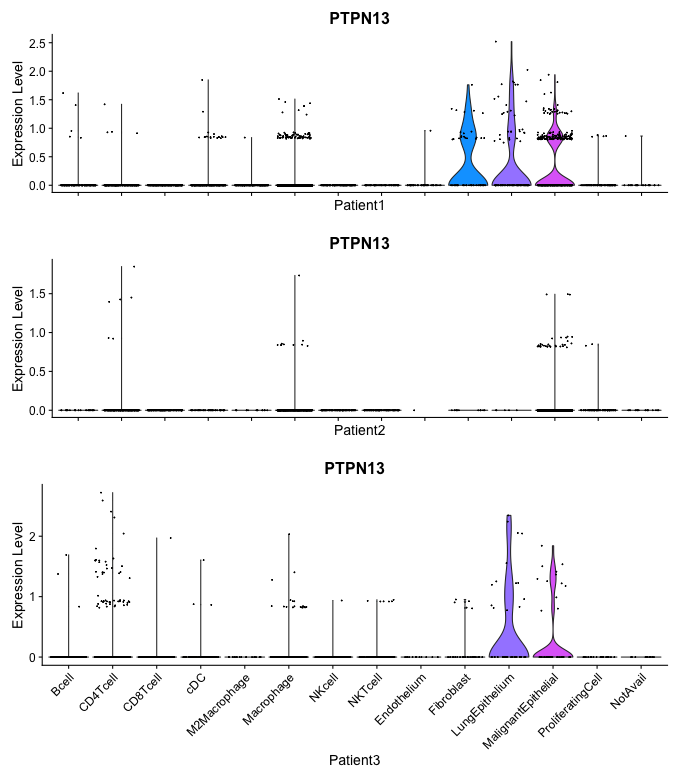 PTPN13
Expression Level
2.5
2.0
1.5
1.0
0.5
0.0
Patient1
PTPN13
Expression Level
1.5
1.0
0.5
0.0
Patient2
PTPN13
Expression Level
2
1
0
Bcell
CD4Tcell
CD8Tcell
cDC
M2Macrophage
Macrophage
NKcell
NKTcell
Endothelium
Fibroblast
LungEpithelium
MalignantEpithelial
ProliferatingCell
NotAvail
Patient3